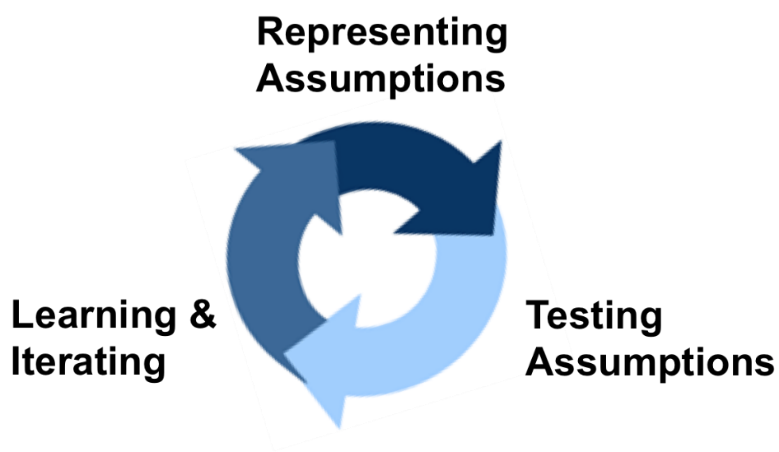 Representing
Assumptions
Learning &
Iterating
Testing
Assumptions